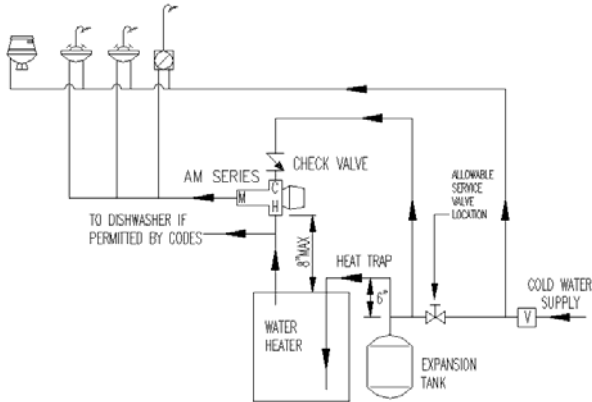 CHECK VALVE
AM SERIES
C
M
H
TO DISHWASHER IF
PERMITTED BY CODES
8"MAX
HEAT TRAP
6"
ALLOWABLE
SERVICE
VALVE
LOCATION
COLD WATER
SUPPLY
V
WATER
HEATER
EXPANSION
TANK